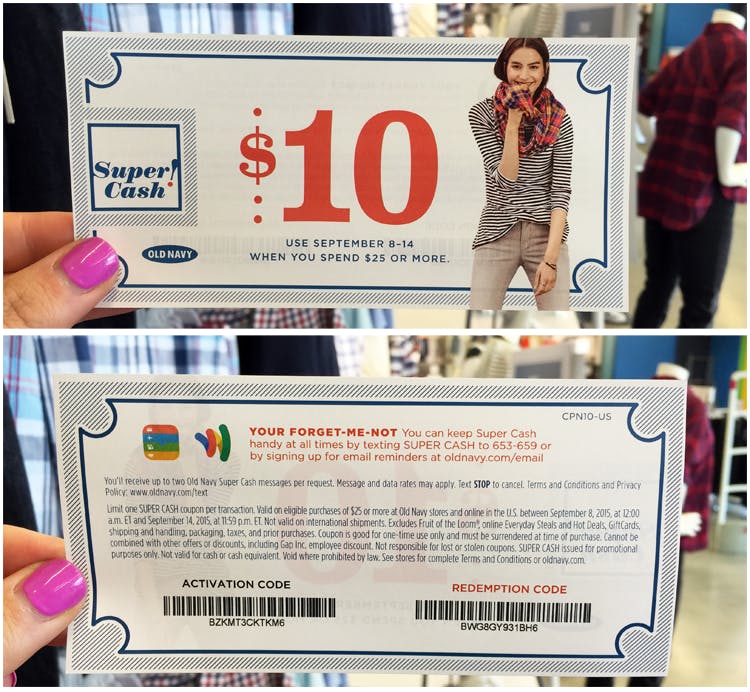 Super!
Cash
$10
OLD NAVY
USE SEPTEMBER 8-14
WHEN YOU SPEND $25 OR MORE.
CPN10-US
YOUR FORGET-ME-NOT You can keep Super Cash
handy at all times by texting SUPER CASH to 653-659 or
by signing up for email reminders at oldnavy.com/email
You'll receive up to two Old Navy Super Cash messages per request. Message and data rates may apply. Text STOP to cancel. Terms and Conditions and Privacy
Policy: www.oldnavy.com/text
Limit one SUPER CASH coupon per transaction. Valid on eligible purchases of $25 or more at Old Navy stores and online in the U.S. between September 8, 2015, at 12:00
a.m. ET and September 14, 2015, at 11:59 p.m. ET. Not valid on international shipments. Excludes Fruit of the Loom®, online Everyday Steals and Hot Deals, GiftCards,
shipping and handling, packaging, taxes, and prior purchases. Coupon is good for one-time use only and must be surrendered at time of purchase. Cannot be
combined with other offers or discounts, including Gap Inc. employee discount. Not responsible for lost or stolen coupons. SUPER CASH issued for promotional
purposes only. Not valid for cash or cash equivalent. Void where prohibited by law. See stores for complete Terms and Conditions or oldnavy.com.
ACTIVATION CODE
BZKMT3CKTKM6
REDEMPTION CODE
BWG8GY931BH6